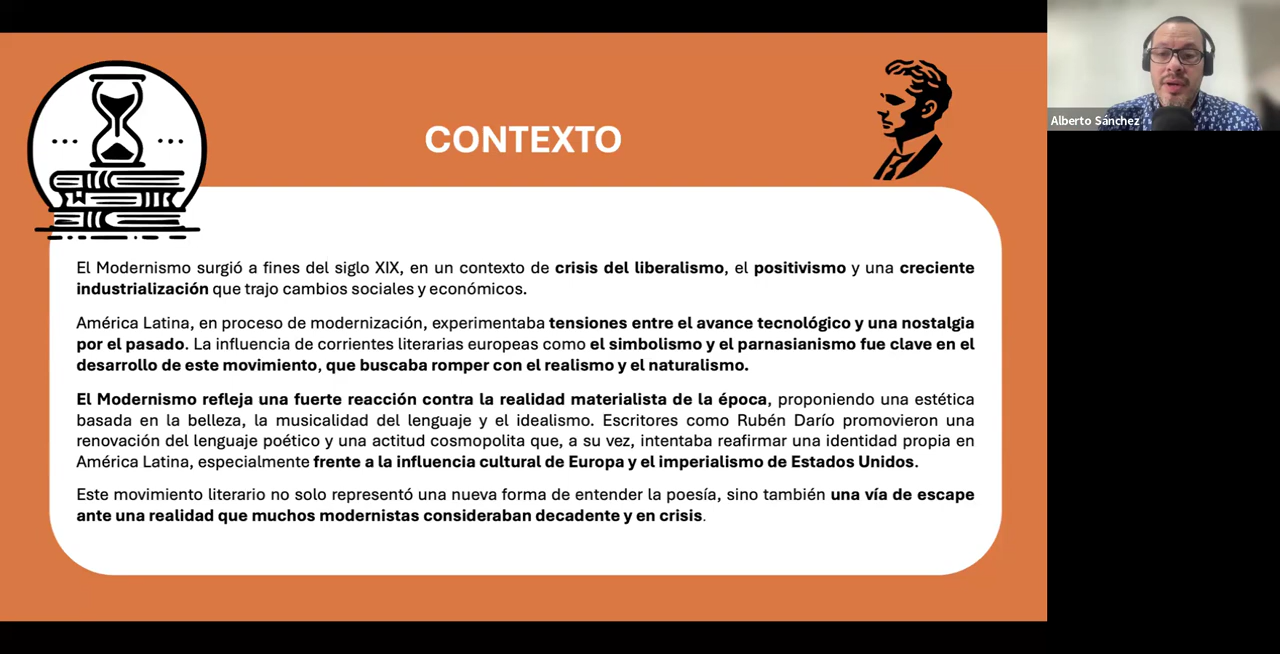 CONTEXTO
Alberto Sánchez
El Modernismo surgió a fines del siglo XIX, en un contexto de crisis del liberalismo, el positivismo y una creciente
industrialización que trajo cambios sociales y económicos.
América Latina, en proceso de modernización, experimentaba tensiones entre el avance tecnológico y una nostalgia
por el pasado. La influencia de corrientes literarias europeas como el simbolismo y el parnasianismo fue clave en el
desarrollo de este movimiento, que buscaba romper con el realismo y el naturalismo.
El Modernismo refleja una fuerte reacción contra la realidad materialista de la época, proponiendo una estética
basada en la belleza, la musicalidad del lenguaje y el idealismo. Escritores como Rubén Darío promovieron una
renovación del lenguaje poético y una actitud cosmopolita que, a su vez, intentaba reafirmar una identidad propia en
América Latina, especialmente frente a la influencia cultural de Europa y el imperialismo de Estados Unidos.
Este movimiento literario no solo representó una nueva forma de entender la poesía, sino también una vía de escape
ante una realidad que muchos modernistas consideraban decadente y en crisis.